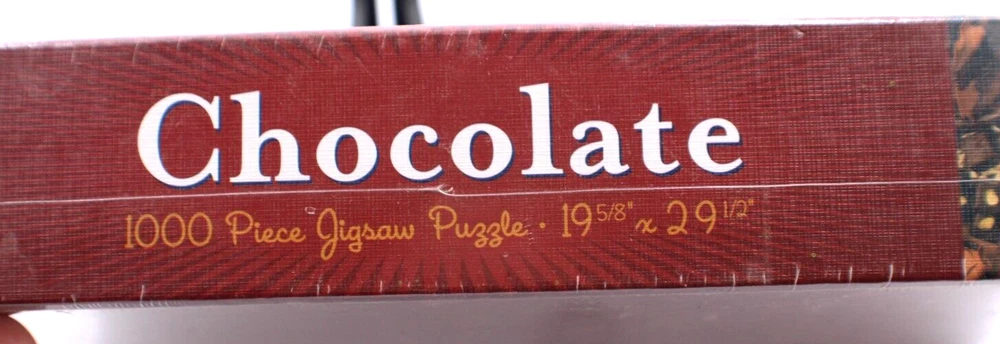 Chocolate
1000 Piece Jigsaw Puzzle · 19 5/8" x 29 1/2"